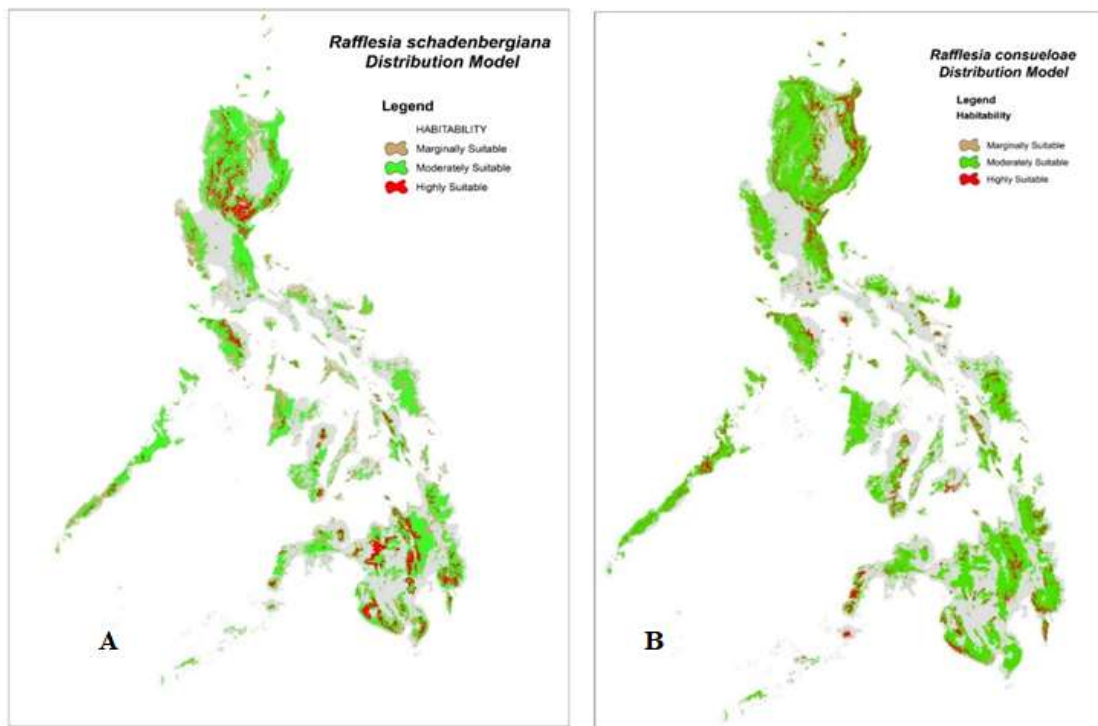 Rafflesia schadenbergiana
Distribution Model
Legend
HABITABILITY
Marginally Suitable
Moderately Suitable
Highly Suitable
A
Rafflesia consueloae
Distribution Model
Legend
Habitability
Marginally Suitable
Moderately Suitable
Highly Suitable
B